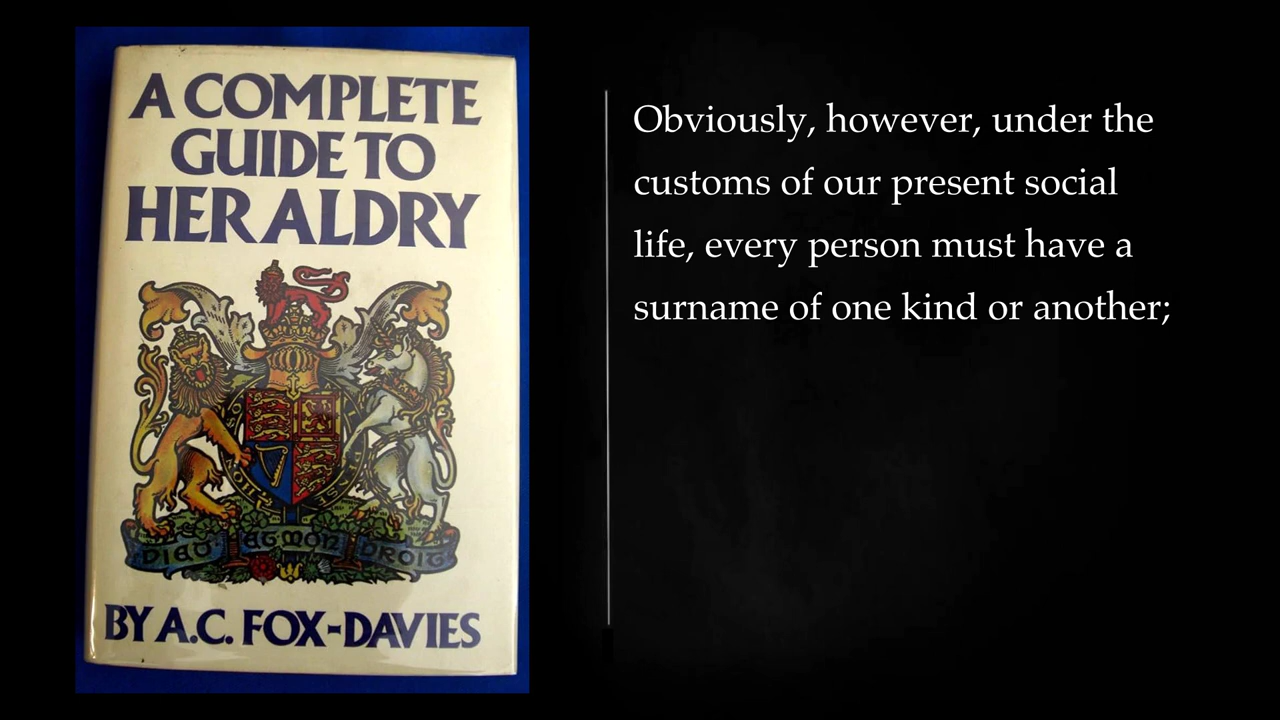 A COMPLETE
GUIDE TO
HERALDRY
DIEU ET MON DROIT
BY A.C. FOX-DAVIES
Obviously, however, under the
customs of our present social
life, every person must have a
surname of one kind or another;